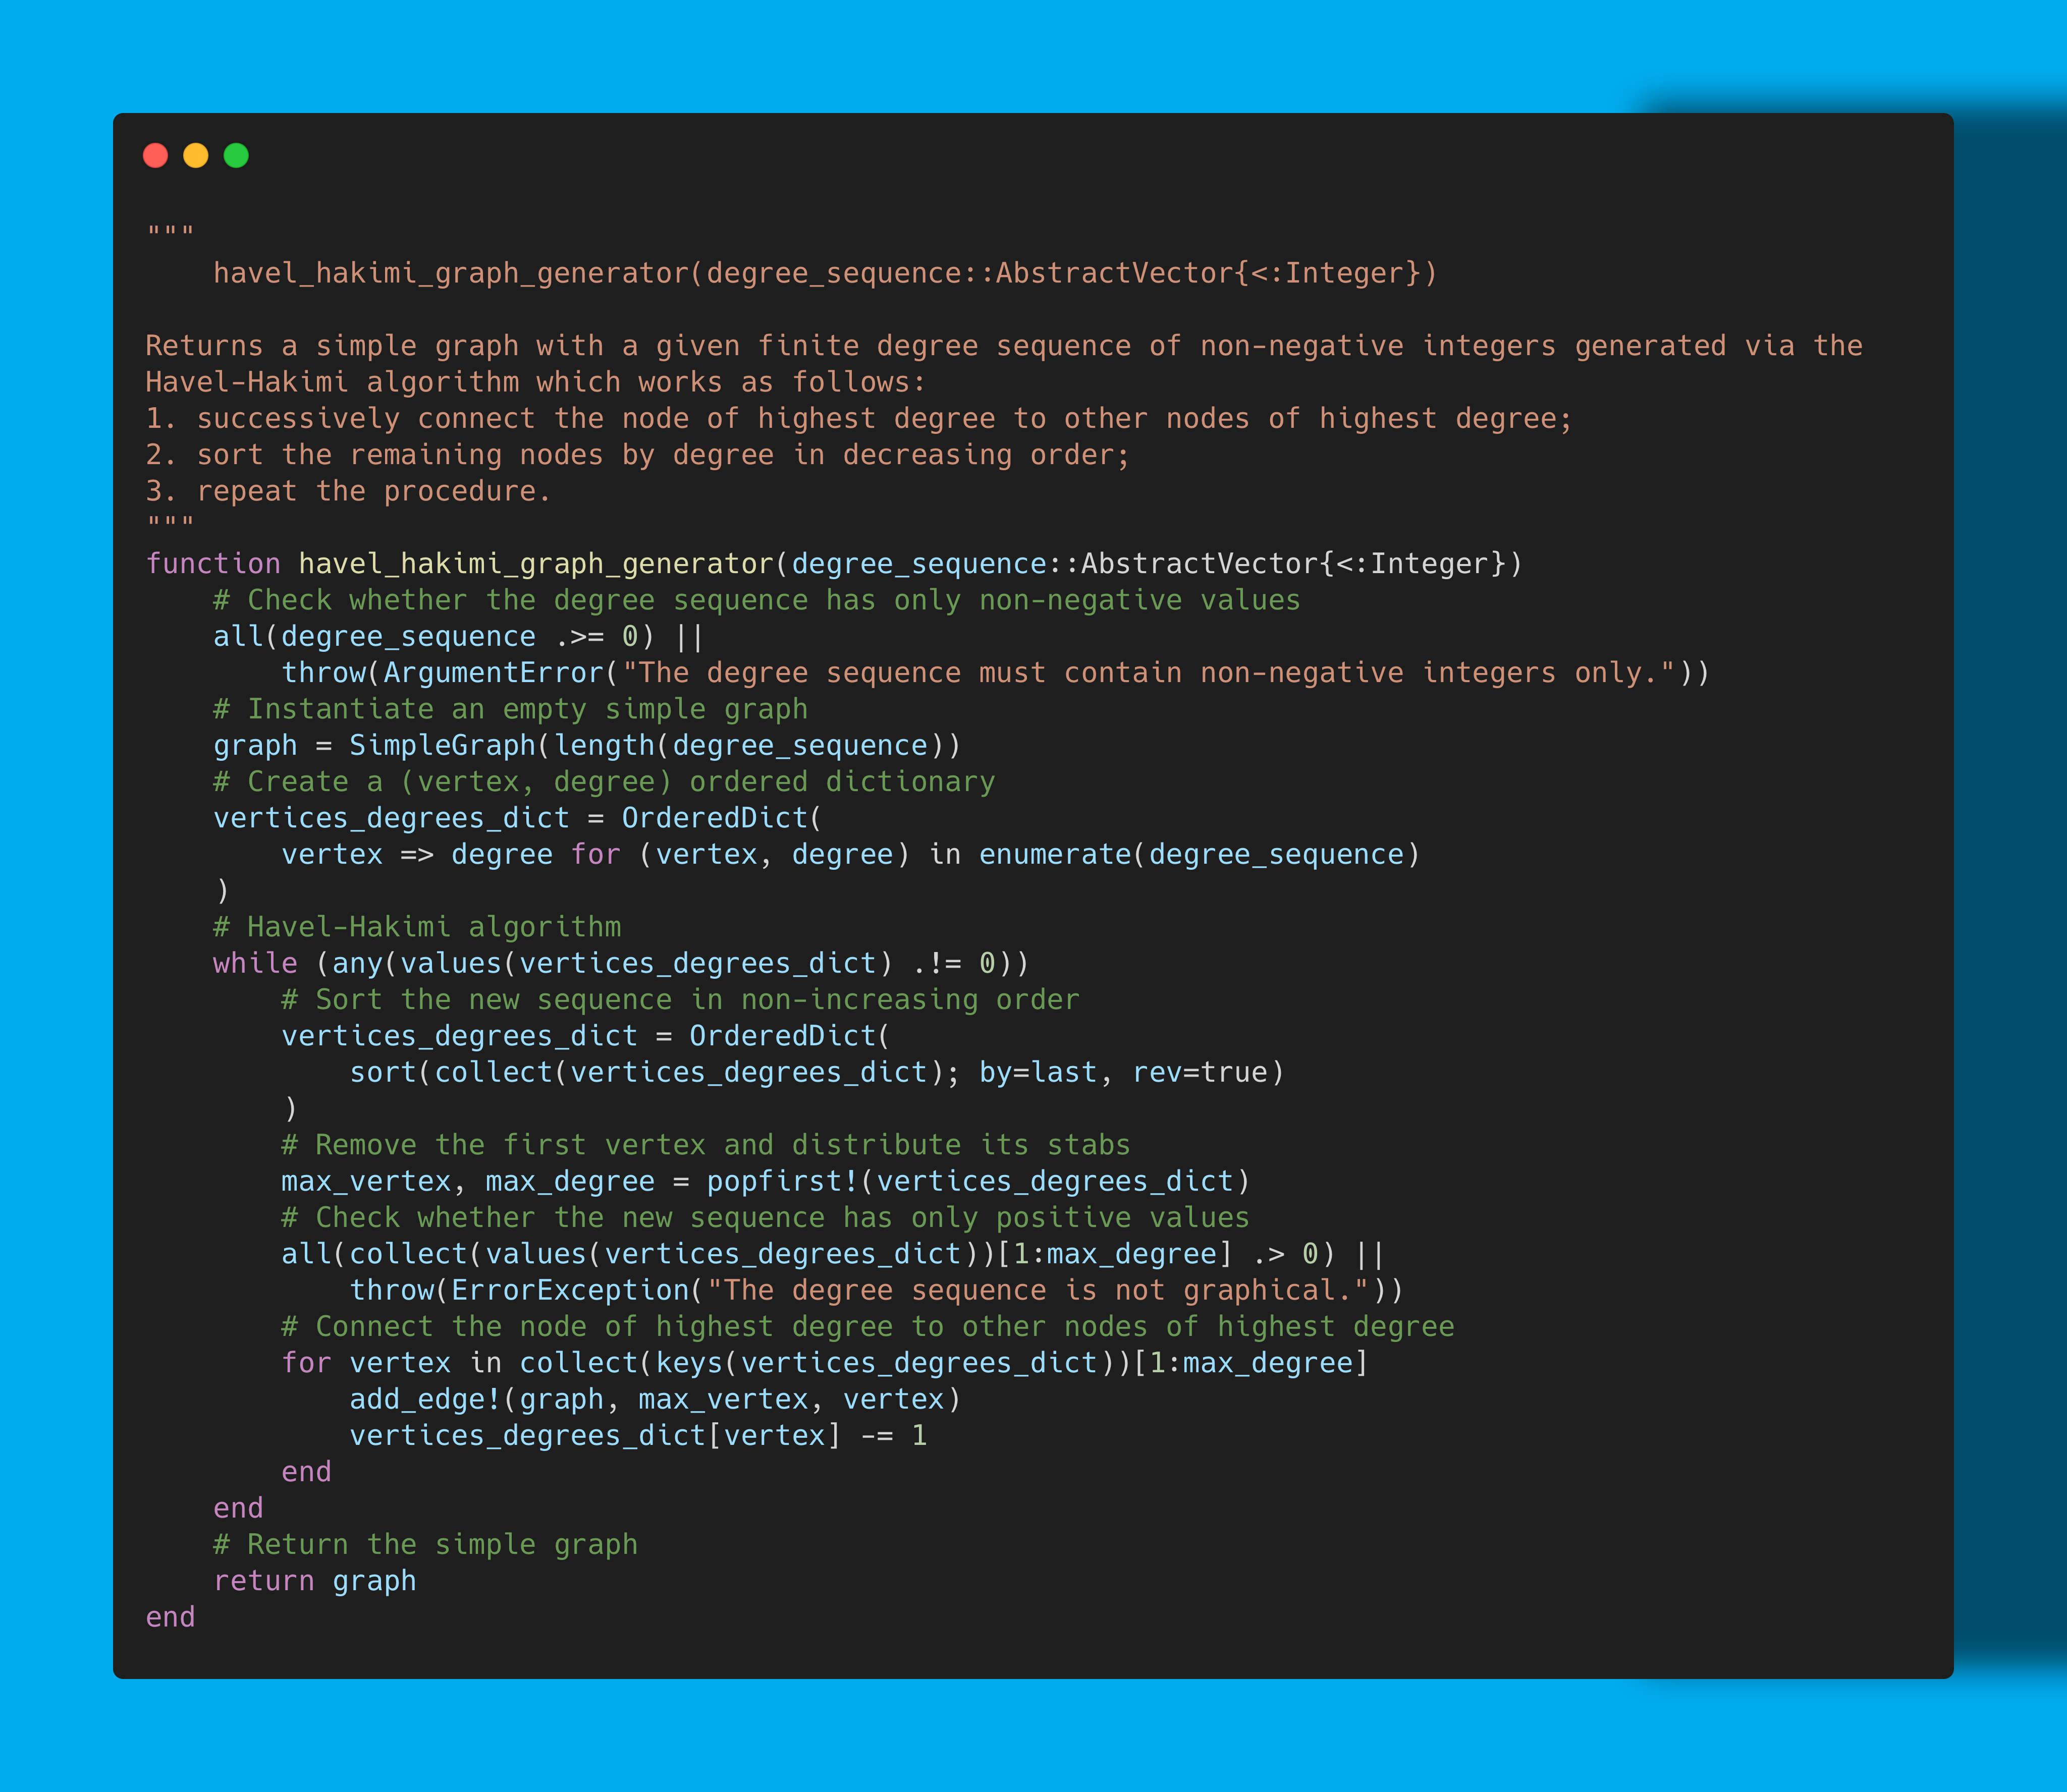 """
    havel_hakimi_graph_generator(degree_sequence::AbstractVector{<:Integer})

Returns a simple graph with a given finite degree sequence of non-negative integers generated via the
Havel-Hakimi algorithm which works as follows:
1. successively connect the node of highest degree to other nodes of highest degree;
2. sort the remaining nodes by degree in decreasing order;
3. repeat the procedure.
"""
function havel_hakimi_graph_generator(degree_sequence::AbstractVector{<:Integer})
    # Check whether the degree sequence has only non-negative values
    all(degree_sequence .>= 0) ||
        throw(ArgumentError("The degree sequence must contain non-negative integers only."))
    # Instantiate an empty simple graph
    graph = SimpleGraph(length(degree_sequence))
    # Create a (vertex, degree) ordered dictionary
    vertices_degrees_dict = OrderedDict(
        vertex => degree for (vertex, degree) in enumerate(degree_sequence)
    )
    # Havel-Hakimi algorithm
    while (any(values(vertices_degrees_dict) .!= 0))
        # Sort the new sequence in non-increasing order
        vertices_degrees_dict = OrderedDict(
            sort(collect(vertices_degrees_dict); by=last, rev=true)
        )
        # Remove the first vertex and distribute its stabs
        max_vertex, max_degree = popfirst!(vertices_degrees_dict)
        # Check whether the new sequence has only positive values
        all(collect(values(vertices_degrees_dict))[1:max_degree] .> 0) ||
            throw(ErrorException("The degree sequence is not graphical."))
        # Connect the node of highest degree to other nodes of highest degree
        for vertex in collect(keys(vertices_degrees_dict))[1:max_degree]
            add_edge!(graph, max_vertex, vertex)
            vertices_degrees_dict[vertex] -= 1
        end
    end
    # Return the simple graph
    return graph
end